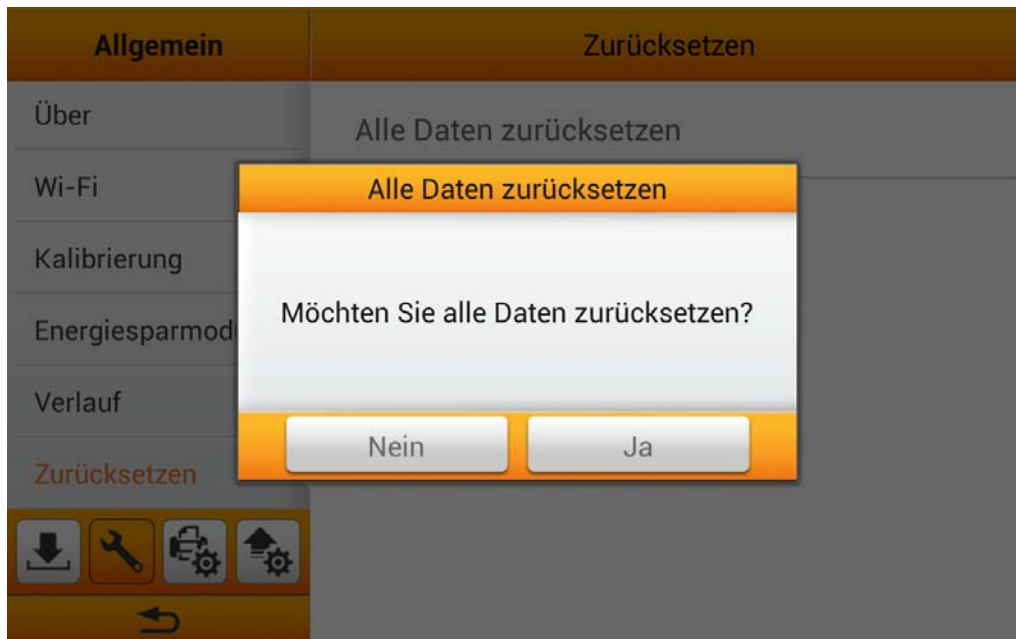 Allgemein
Zurücksetzen
Über
Wi-Fi
Kalibrierung
Energiesparmod
Verlauf
Zurücksetzen
Alle Daten zurücksetzen
Alle Daten zurücksetzen
Möchten Sie alle Daten zurücksetzen?
Nein
Ja